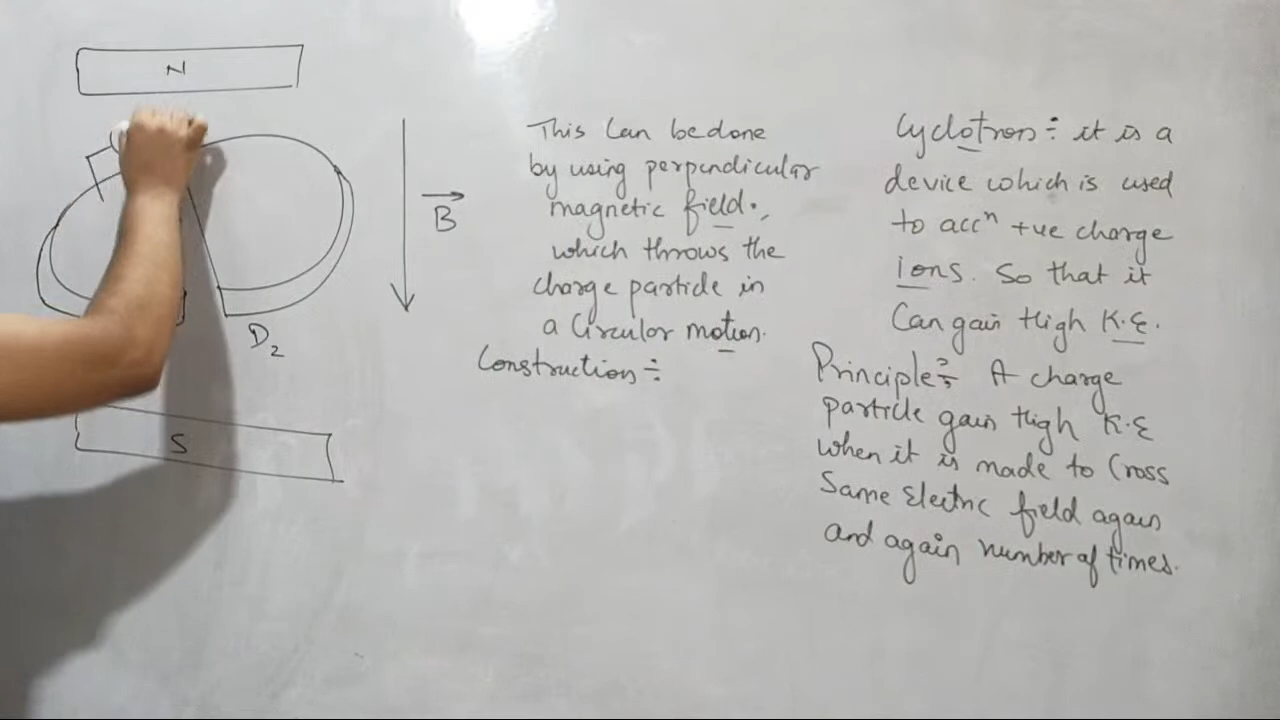 N
B
D2
S
This Can be done
by using perpendicular
magnetic field.,
which throws the
charge particle in
a Circular motion.
Construction÷
Cyclotron÷ it is a
device which is used
to accⁿ +ve charge
ions. So that it
Can gain High K.E.
Principle÷ A charge
particle gain High K.E
when it is made to Cross
Same Electric field again
and again number of times.